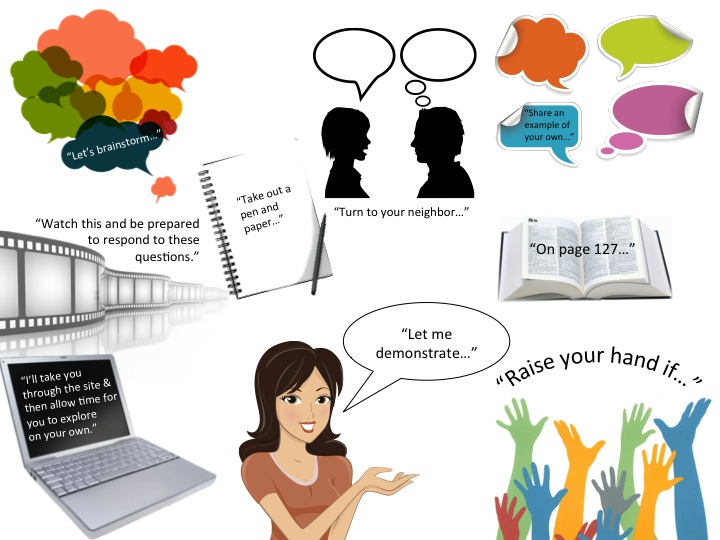 “Let’s brainstorm…”
“Share an
example of
your own…”
“Take out a
pen and
paper…”
“Turn to your neighbor…”
“Watch this and be prepared
to respond to these
questions.”
“On page 127…”
“Let me
demonstrate…”
“Raise your hand if… ”
“I’ll take you
through the site &
then allow time for
you to explore
on your own.”